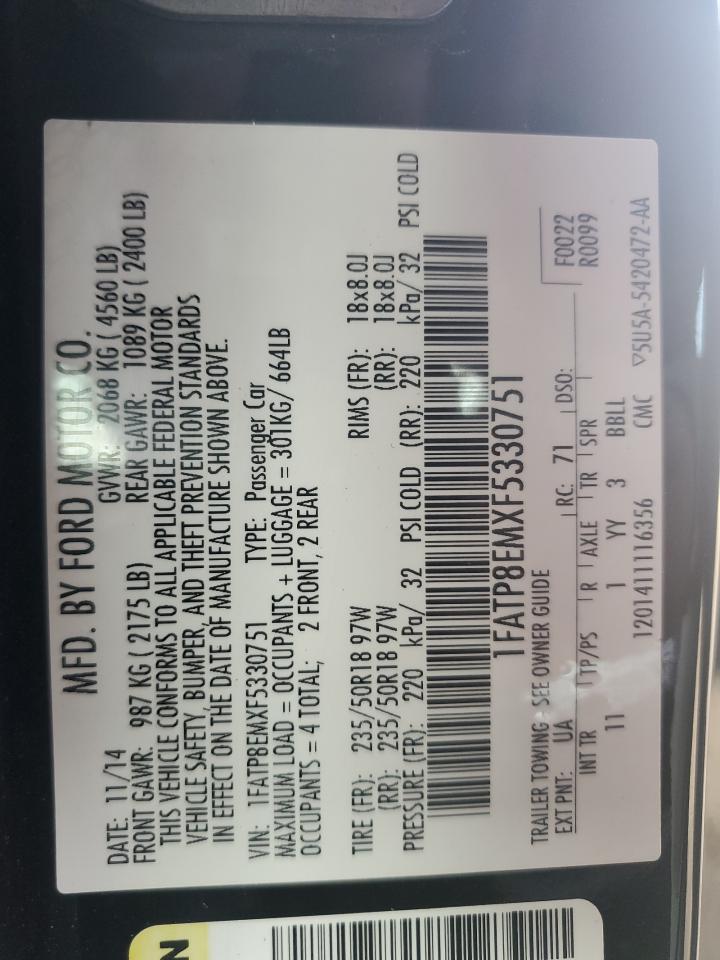 MFD. BY FORD MOTOR CO.
DATE: 11/14 GVWR: 2068 KG ( 4560 LB)
FRONT GAWR: 987 KG ( 2175 LB) REAR GAWR: 1089 KG ( 2400 LB)
THIS VEHICLE CONFORMS TO ALL APPLICABLE FEDERAL MOTOR
VEHICLE SAFETY, BUMPER, AND THEFT PREVENTION STANDARDS
IN EFFECT ON THE DATE OF MANUFACTURE SHOWN ABOVE.
VIN: 1FATP8EMXF5330751 TYPE: Passenger Car
MAXIMUM LOAD = OCCUPANTS + LUGGAGE = 301KG/ 664LB
OCCUPANTS = 4 TOTAL; 2 FRONT, 2 REAR
TIRE (FR): 235/50R18 97W RIMS (FR): 18x8.0J
(RR): 235/50R18 97W (RR): 18x8.0J
PRESSURE (FR): 220 kPa/ 32 PSI COLD (RR): 220 kPa/ 32 PSI COLD
1FATP8EMXF5330751
TRAILER TOWING - SEE OWNER GUIDE
F0022
EXT PNT: UA RC: 71 DSO: R0099
INT TR TP/PS R AXLE TR SPR
11 1 YY 3 BBLL
1201411116356 CMC ▽5U5A-5420472-AA
N